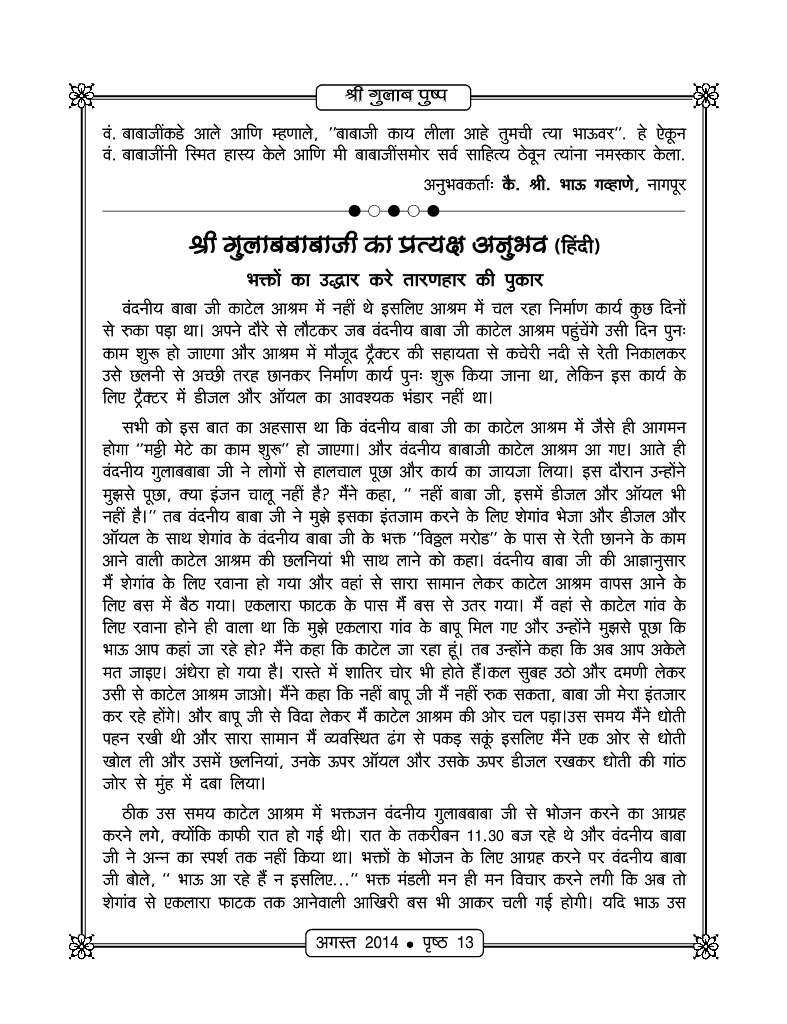 श्री गुलाब पुष्प
वं. बाबाजींकडे आले आणि म्हणाले, "बाबाजी काय लीला आहे तुमची त्या भाऊवर". हे ऐकून
वं. बाबाजींनी स्मित हास्य केले आणि मी बाबाजींसमोर सर्व साहित्य ठेवून त्यांना नमस्कार केला.
अनुभवकर्ताः कै. श्री. भाऊ गव्हाणे, नागपूर
श्री गुलाबबाबाजी का प्रत्यक्ष अनुभव (हिंदी)
भक्तों का उद्धार करे तारणहार की पुकार
वंदनीय बाबा जी काटेल आश्रम में नहीं थे इसलिए आश्रम में चल रहा निर्माण कार्य कुछ दिनों
से रुका पड़ा था। अपने दौरे से लौटकर जब वंदनीय बाबा जी काटेल आश्रम पहुंचेंगे उसी दिन पुनः
काम शुरू हो जाएगा और आश्रम में मौजूद ट्रैक्टर की सहायता से कचेरी नदी से रेती निकालकर
उसे छलनी से अच्छी तरह छानकर निर्माण कार्य पुनः शुरू किया जाना था, लेकिन इस कार्य के
लिए ट्रैक्टर में डीजल और ऑयल का आवश्यक भंडार नहीं था।
सभी को इस बात का अहसास था कि वंदनीय बाबा जी का काटेल आश्रम में जैसे ही आगमन
होगा "मट्टी मेटे का काम शुरू" हो जाएगा। और वंदनीय बाबाजी काटेल आश्रम आ गए। आते ही
वंदनीय गुलाबबाबा जी ने लोगों से हालचाल पूछा और कार्य का जायजा लिया। इस दौरान उन्होंने
मुझसे पूछा, क्या इंजन चालू नहीं है? मैंने कहा, " नहीं बाबा जी, इसमें डीजल और ऑयल भी
नहीं है।" तब वंदनीय बाबा जी ने मुझे इसका इंतजाम करने के लिए शेगांव भेजा और डीजल और
ऑयल के साथ शेगांव के वंदनीय बाबा जी के भक्त "विठ्ठल मरोड" के पास से रेती छानने के काम
आने वाली काटेल आश्रम की छलनियां भी साथ लाने को कहा। वंदनीय बाबा जी की आज्ञानुसार
मैं शेगांव के लिए रवाना हो गया और वहां से सारा सामान लेकर काटेल आश्रम वापस आने के
लिए बस में बैठ गया। एकलारा फाटक के पास मैं बस से उतर गया। मैं वहां से काटेल गांव के
लिए रवाना होने ही वाला था कि मुझे एकलारा गांव के बापू मिल गए और उन्होंने मुझसे पूछा कि
भाऊ आप कहां जा रहे हो? मैंने कहा कि काटेल जा रहा हूं। तब उन्होंने कहा कि अब आप अकेले
मत जाइए। अंधेरा हो गया है। रास्ते में शातिर चोर भी होते हैं।कल सुबह उठो और दमणी लेकर
उसी से काटेल आश्रम जाओ। मैंने कहा कि नहीं बापू जी मैं नहीं रुक सकता, बाबा जी मेरा इंतजार
कर रहे होंगे। और बापू जी से विदा लेकर मैं काटेल आश्रम की ओर चल पड़ा।उस समय मैंने धोती
पहन रखी थी और सारा सामान मैं व्यवस्थित ढंग से पकड़ सकूं इसलिए मैंने एक ओर से धोती
खोल ली और उसमें छलनियां, उनके ऊपर ऑयल और उसके ऊपर डीजल रखकर धोती की गांठ
जोर से मुंह में दबा लिया।
ठीक उस समय काटेल आश्रम में भक्तजन वंदनीय गुलाबबाबा जी से भोजन करने का आग्रह
करने लगे, क्योंकि काफी रात हो गई थी। रात के तकरीबन 11.30 बज रहे थे और वंदनीय बाबा
जी ने अन्न का स्पर्श तक नहीं किया था। भक्तों के भोजन के लिए आग्रह करने पर वंदनीय बाबा
जी बोले, " भाऊ आ रहे हैं न इसलिए..." भक्त मंडली मन ही मन विचार करने लगी कि अब तो
शेगांव से एकलारा फाटक तक आनेवाली आखिरी बस भी आकर चली गई होगी। यदि भाऊ उस
अगस्त 2014 ● पृष्ठ 13